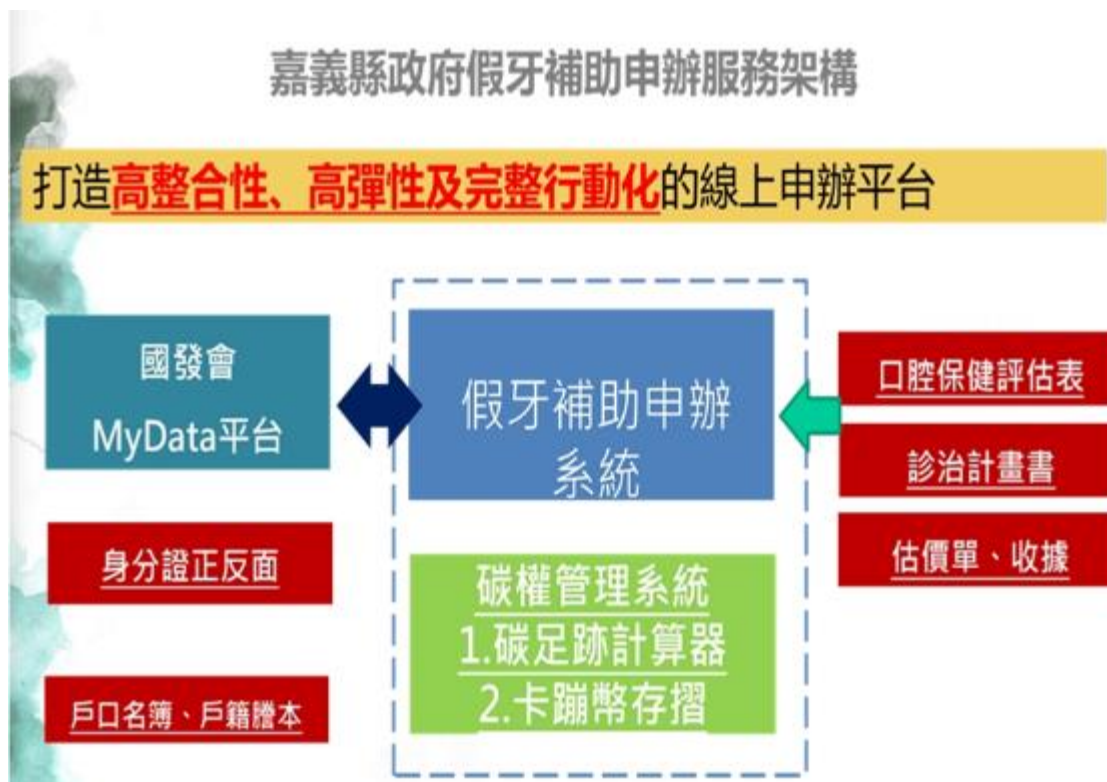 嘉義縣政府假牙補助申辦服務架構
打造高整合性、高彈性及完整行動化的線上申辦平台
國發會
MyData平台
身分證正反面
戶口名簿、戶籍謄本
假牙補助申辦
系統
碳權管理系統
1.碳足跡計算器
2.卡蹦幣存摺
口腔保健評估表
診治計畫書
估價單、收據